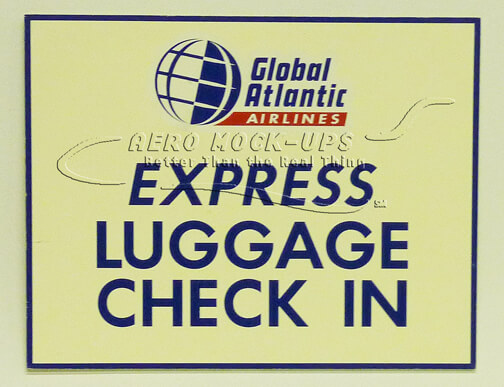 Global
Atlantic
AIRLINES
AERO MOCK-UPS
Better Than the Real Thing
EXPRESS
SM
LUGGAGE
CHECK IN